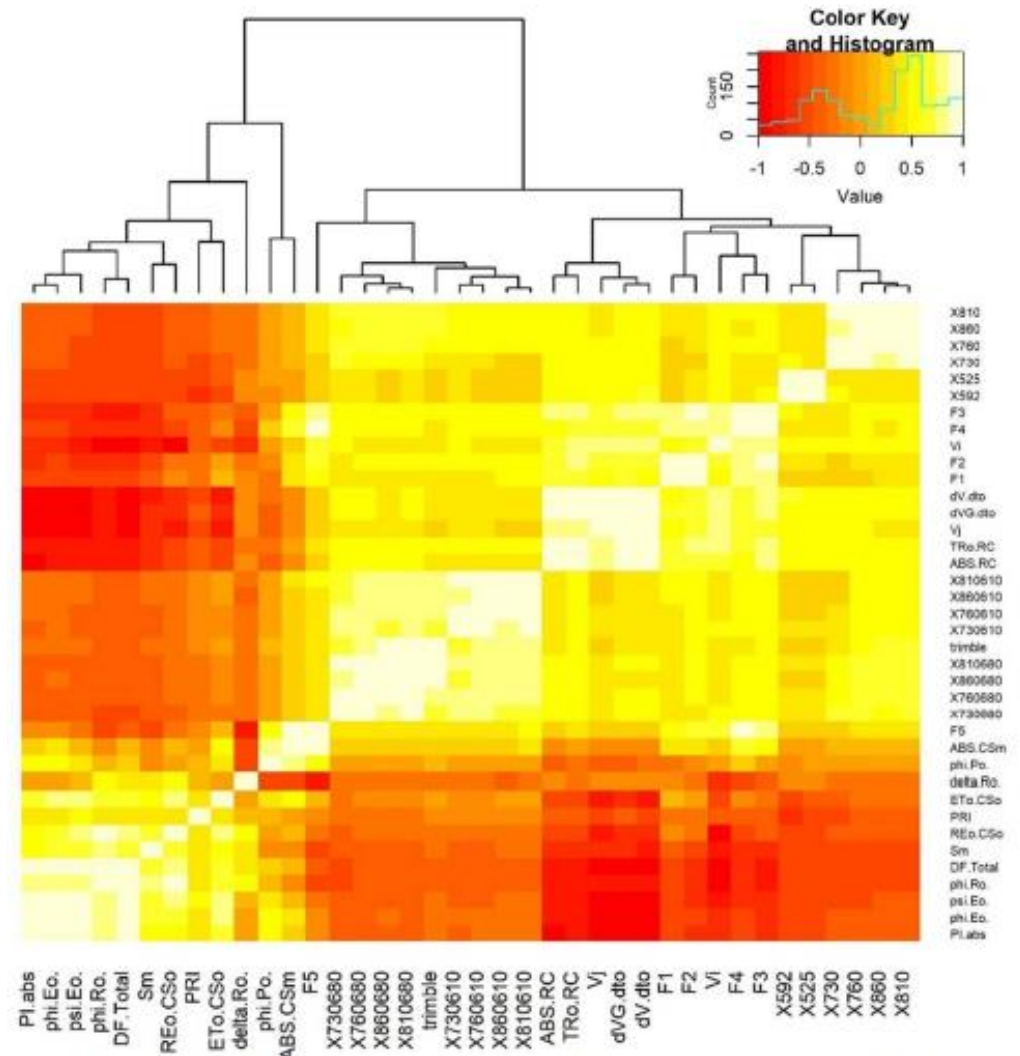 Color Key
and Histogram
Count
0 150
-1 -0.5 0 0.5 1
Value
X810
X860
X760
X730
X525
X592
F3
F4
Vi
F2
F1
dV.dto
dVG.dto
Vj
TRo.RC
ABS.RC
X810610
X860610
X760610
X730610
trimble
X810680
X860680
X760680
X730680
F5
ABS.CSm
phi.Po.
delta.Ro.
ETo.CSo
PRI
REo.CSo
Sm
DF.Total
phi.Ro.
psi.Eo.
phi.Eo.
PI.abs
PI.abs
phi.Eo.
psi.Eo.
phi.Ro.
DF.Total
Sm
REo.CSo
PRI
ETo.CSo
delta.Ro.
phi.Po.
ABS.CSm
F5
X730680
X760680
X860680
X810680
trimble
X730610
X760610
X860610
X810610
ABS.RC
TRo.RC
Vj
dVG.dto
dV.dto
F1
F2
Vi
F4
F3
X592
X525
X730
X760
X860
X810